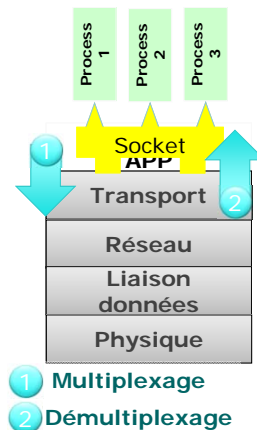 Process 1
Process 2
Process 3
1
Socket
APP
Transport
2
Réseau
Liaison
données
Physique
1 Multiplexage
2 Démultiplexage